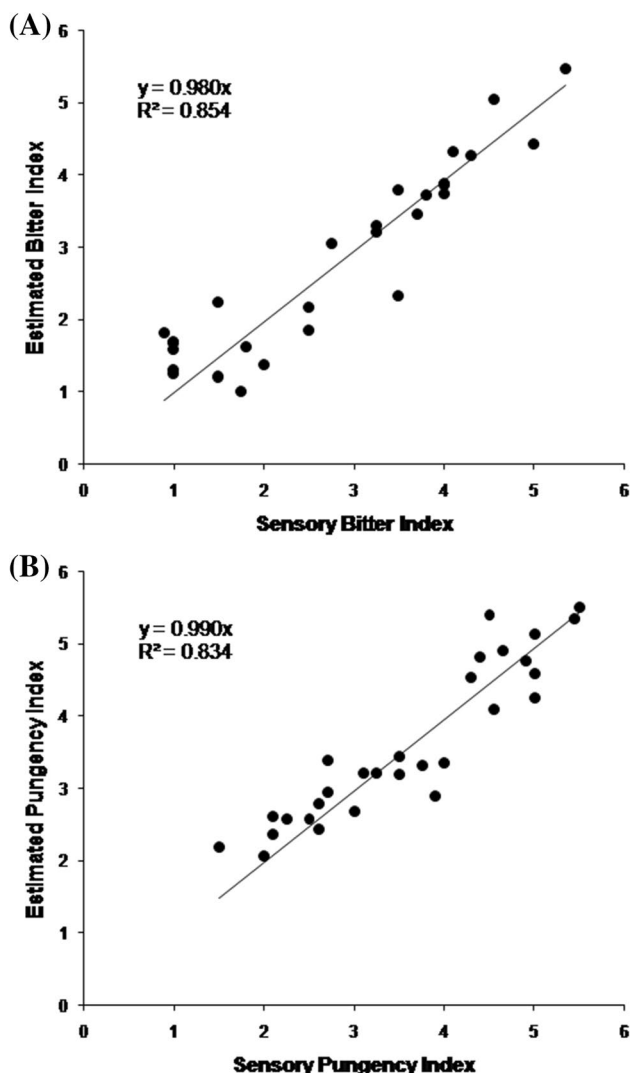 (A)
6
5
4
3
2
1
0
Estimated Bitter Index
y = 0.980x
R² = 0.854
0 1 2 3 4 5 6
Sensory Bitter Index
(B)
6
5
4
3
2
1
0
Estimated Pungency Index
y = 0.990x
R² = 0.834
0 1 2 3 4 5 6
Sensory Pungency Index